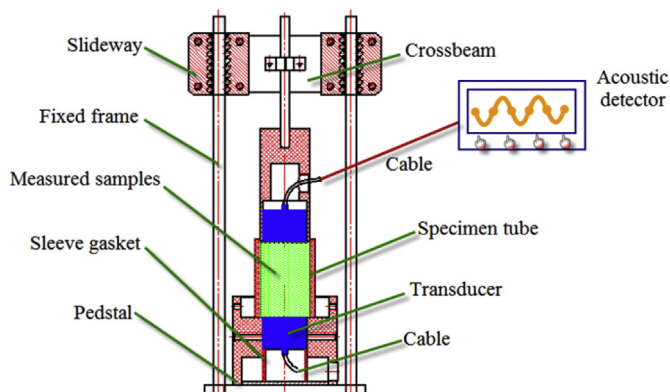 Slideway
Crossbeam
Acoustic
detector
Fixed frame
Cable
Measured samples
Specimen tube
Sleeve gasket
Transducer
Pedstal
Cable